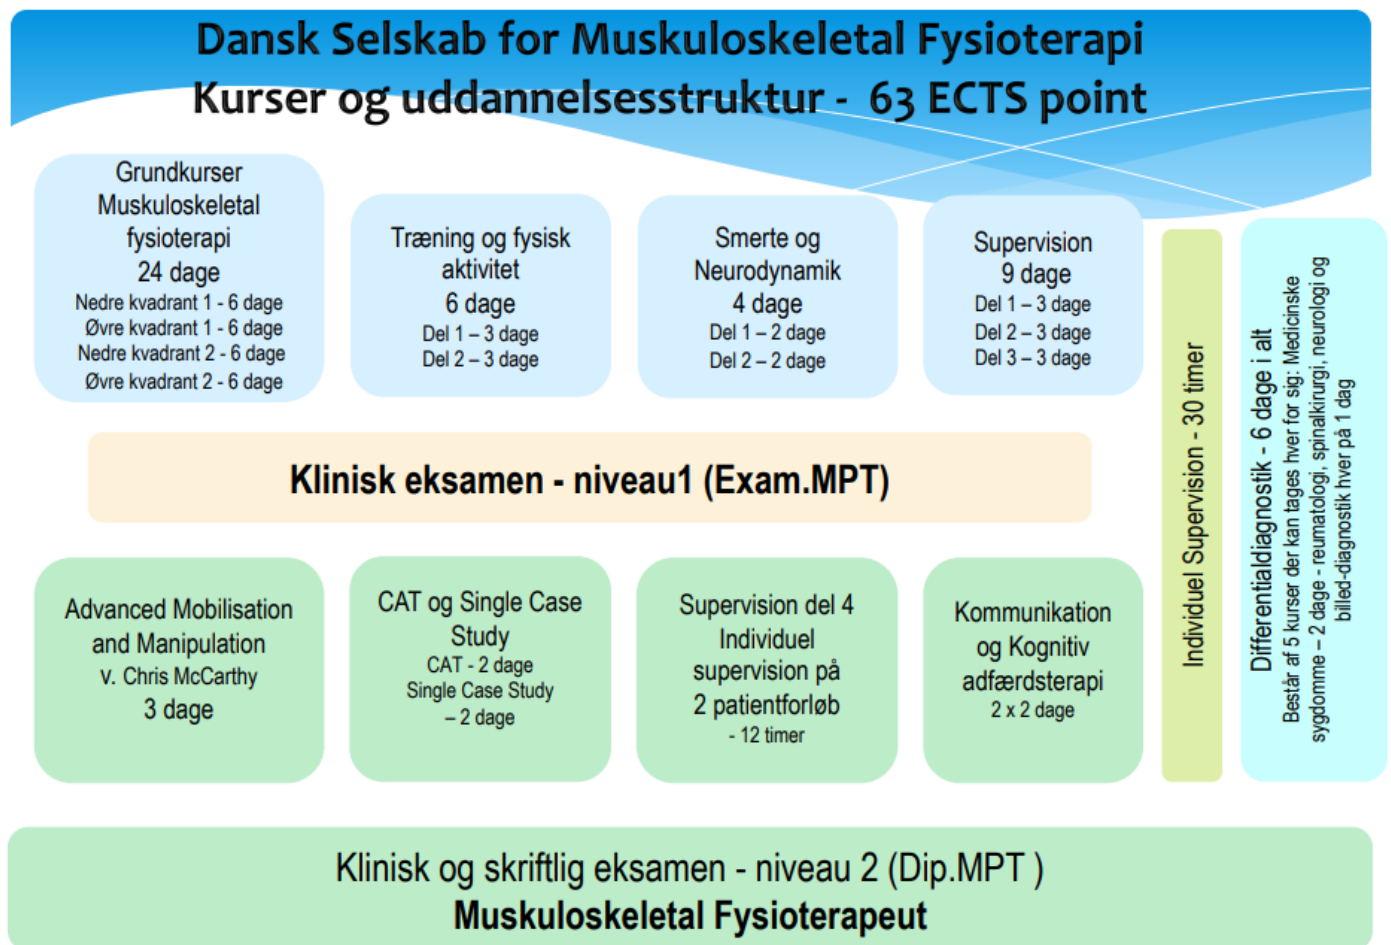 Dansk Selskab for Muskuloskeletal Fysioterapi
Kurser og uddannelsesstruktur - 63 ECTS point
Grundkurser
Muskuloskeletal
fysioterapi
24 dage
Nedre kvadrant 1 - 6 dage
Øvre kvadrant 1 - 6 dage
Nedre kvadrant 2 - 6 dage
Øvre kvadrant 2 - 6 dage
Træning og fysisk
aktivitet
6 dage
Del 1 – 3 dage
Del 2 – 3 dage
Smerte og
Neurodynamik
4 dage
Del 1 – 2 dage
Del 2 – 2 dage
Supervision
9 dage
Del 1 – 3 dage
Del 2 – 3 dage
Del 3 – 3 dage
Individuel Supervision - 30 timer
Differentialdiagnostik - 6 dage i alt
Består af 5 kurser der kan tages hver for sig: Medicinske
sygdomme – 2 dage - reumatologi, spinalkirurgi, neurologi og
billed-diagnostik hver på 1 dag
Klinisk eksamen - niveau1 (Exam.MPT)
Advanced Mobilisation
and Manipulation
v. Chris McCarthy
3 dage
CAT og Single Case
Study
CAT - 2 dage
Single Case Study
– 2 dage
Supervision del 4
Individuel
supervision på
2 patientforløb
- 12 timer
Kommunikation
og Kognitiv
adfærdsterapi
2 x 2 dage
Klinisk og skriftlig eksamen - niveau 2 (Dip.MPT )
Muskuloskeletal Fysioterapeut